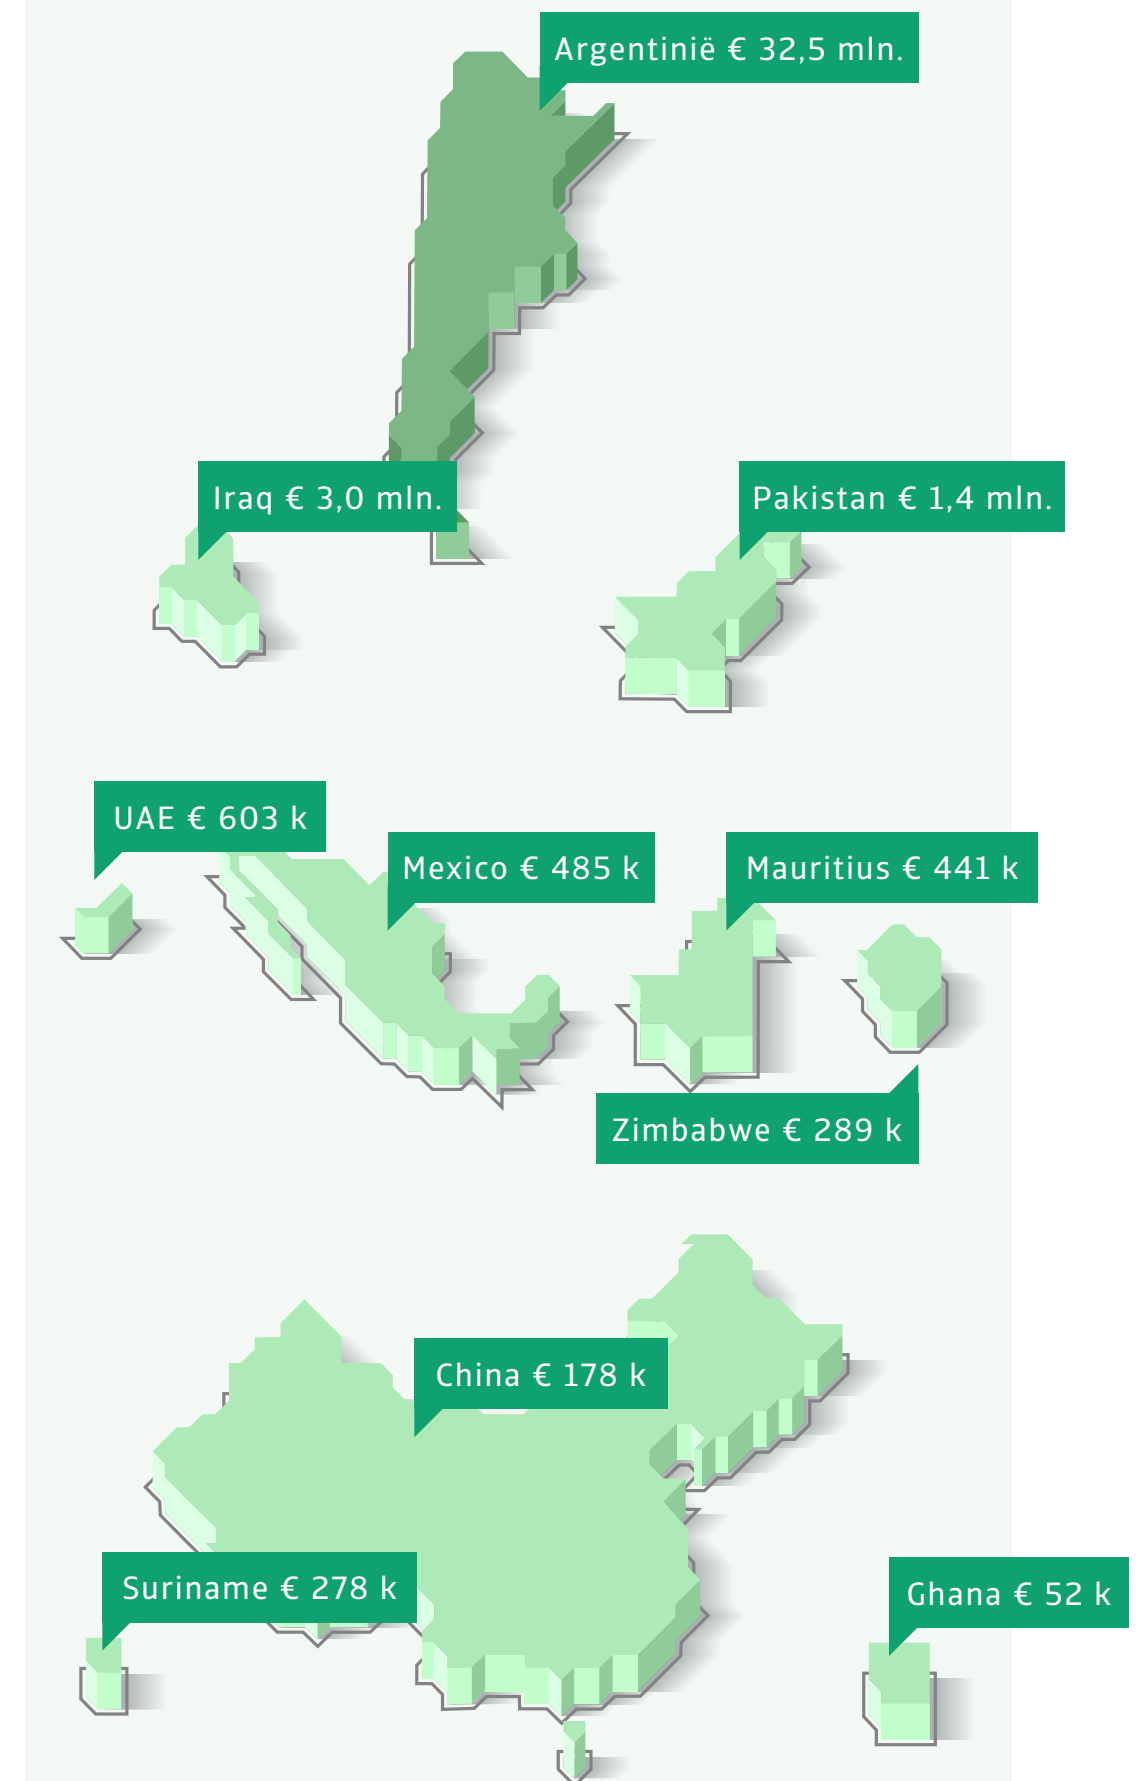 Argentinië € 32,5 mln.
Iraq € 3,0 mln.
Pakistan € 1,4 mln.
UAE € 603 k
Mexico € 485 k
Mauritius € 441 k
Zimbabwe € 289 k
China € 178 k
Suriname € 278 k
Ghana € 52 k